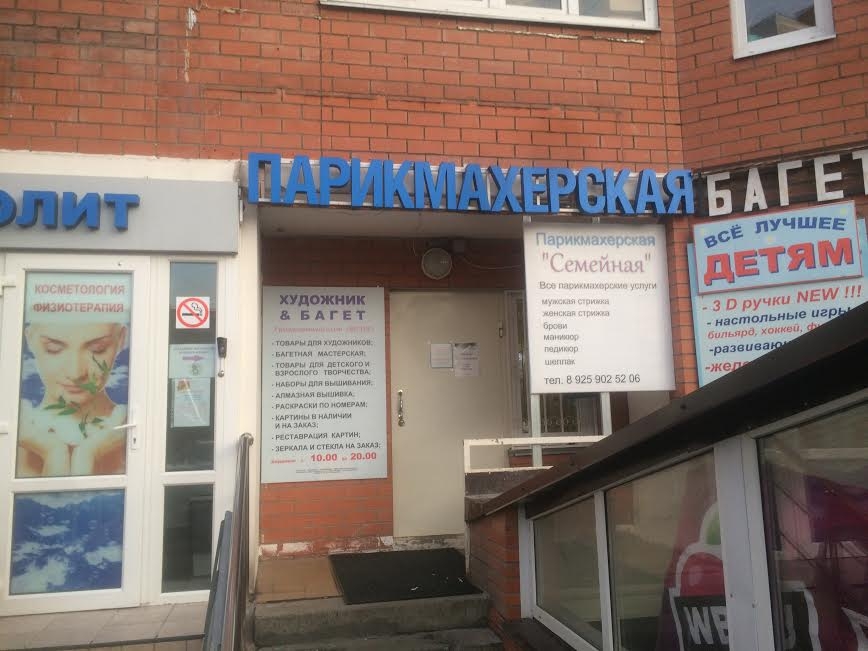 ПАРИКМАХЕРСКАЯ
БАГЕТ
КОСМЕТОЛОГИЯ
ФИЗИОТЕРАПИЯ
ХУДОЖНИК
& БАГЕТ
- ТОВАРЫ ДЛЯ ХУДОЖНИКОВ;
- БАГЕТНАЯ МАСТЕРСКАЯ;
- ТОВАРЫ ДЛЯ ДЕТСКОГО И
ВЗРОСЛОГО ТВОРЧЕСТВА;
- НАБОРЫ ДЛЯ ВЫШИВАНИЯ;
- АЛМАЗНАЯ ВЫШИВКА;
- РАСКРАСКИ ПО НОМЕРАМ;
- КАРТИНЫ В НАЛИЧИИ
И НА ЗАКАЗ;
- РЕСТАВРАЦИЯ КАРТИН;
- ЗЕРКАЛА И СТЕКЛА НА ЗАКАЗ;
10.00 20.00
Парикмахерская
"Семейная"
Все парикмахерские услуги
мужская стрижка
женская стрижка
брови
маникюр
педикюр
шеллак
тел. 8 925 902 52 06
ВСЁ ЛУЧШЕЕ
ДЕТЯМ
- 3 D ручки NEW !!!
- настольные игры
бильярд, хоккей,